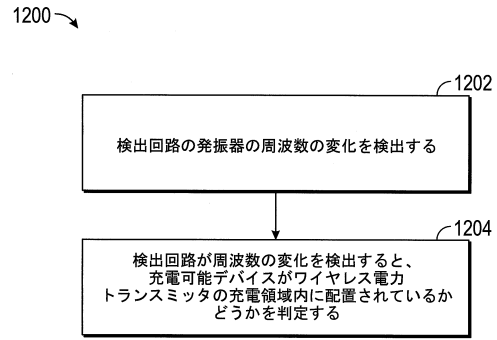 1200
1202
検出回路の発振器の周波数の変化を検出する
1204
検出回路が周波数の変化を検出すると、
充電可能デバイスがワイヤレス電力
トランスミッタの充電領域内に配置されているか
どうかを判定する